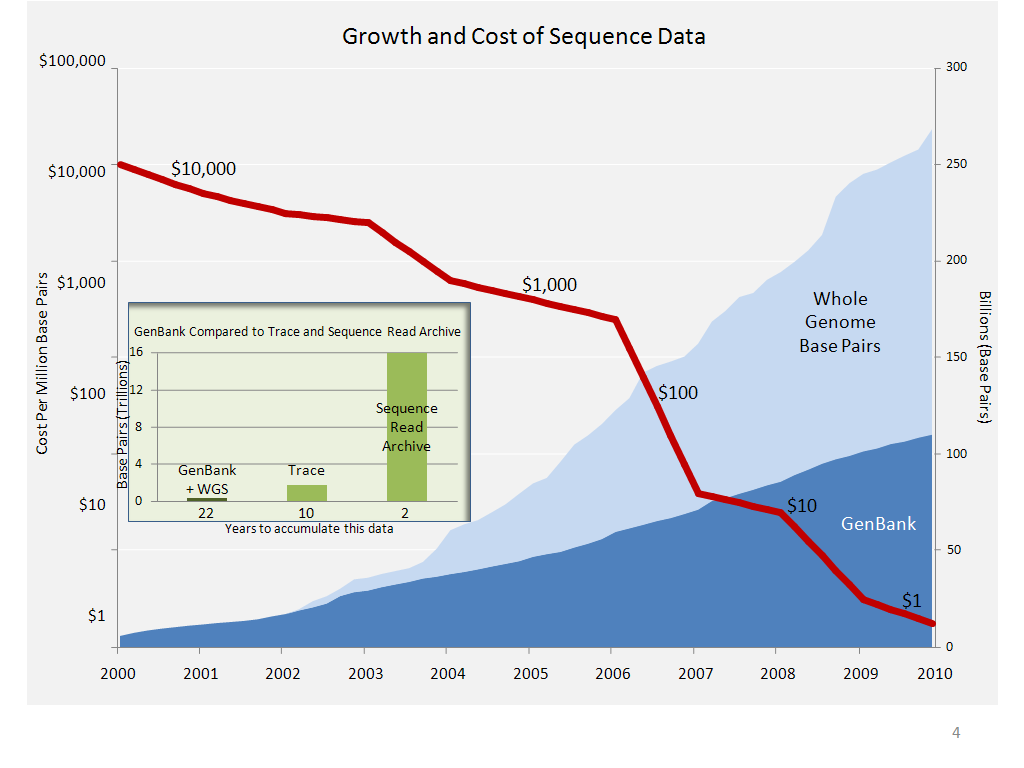 Growth and Cost of Sequence Data
$100,000
$10,000
$1,000
$100
$10
$1
Cost Per Million Base Pairs
300
250
200
150
100
50
0
Billions (Base Pairs)
$10,000
$1,000
$100
$10
$1
Whole
Genome
Base Pairs
GenBank
GenBank Compared to Trace and Sequence Read Archive
Base Pairs (Trillions)
16
12
8
4
0
GenBank
+ WGS
Trace
Sequence
Read
Archive
22 10 2
Years to accumulate this data
2000 2001 2002 2003 2004 2005 2006 2007 2008 2009 2010
4